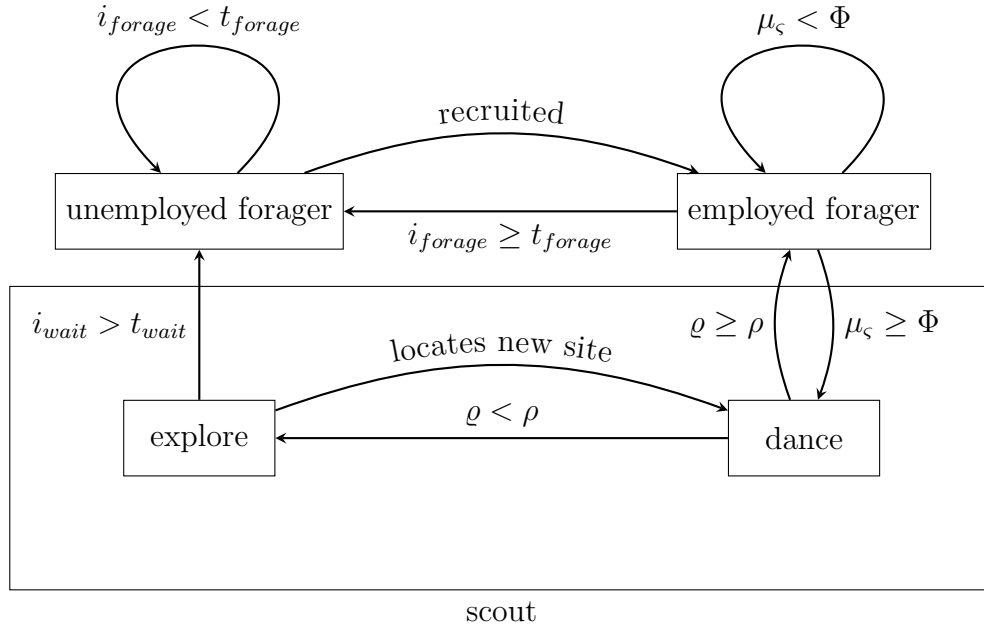 i_forage < t_forage
μ_ς < Φ
recruited
unemployed forager
employed forager
i_forage ≥ t_forage
i_wait > t_wait
ϱ ≥ ρ
μ_ς ≥ Φ
locates new site
ϱ < ρ
explore
dance
scout